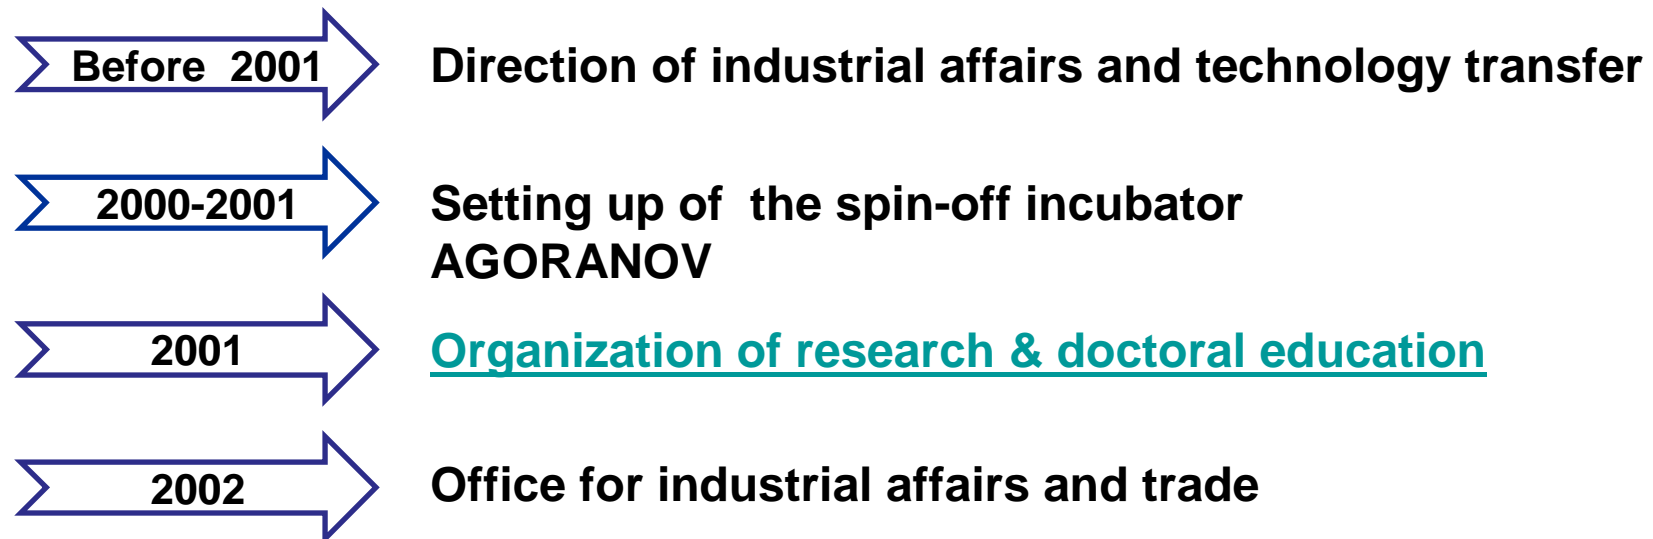 Before 2001 Direction of industrial affairs and technology transfer
2000-2001 Setting up of the spin-off incubator
AGORANOV
2001 Organization of research & doctoral education
2002 Office for industrial affairs and trade